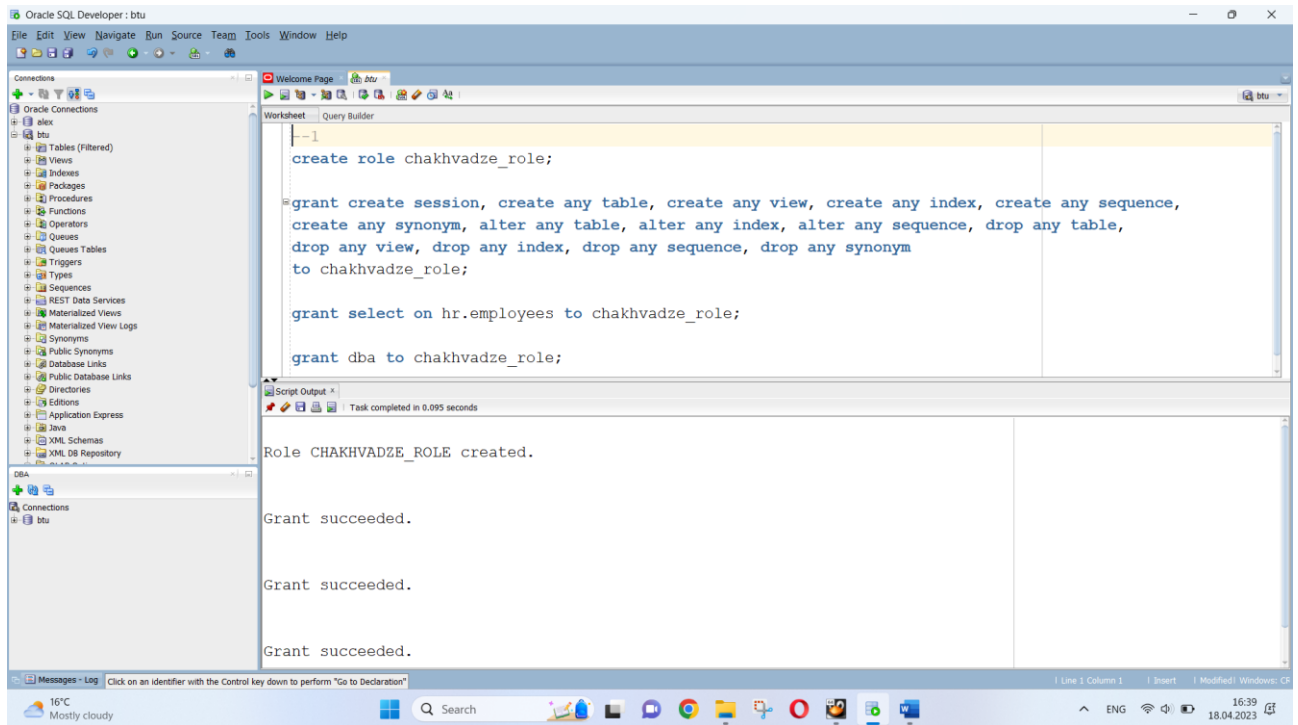 Oracle SQL Developer : btu
File Edit View Navigate Run Source Team Tools Window Help
Connections
Oracle Connections
alex
btu
Tables (Filtered)
Views
Indexes
Packages
Procedures
Functions
Operators
Queues
Queues Tables
Triggers
Types
Sequences
REST Data Services
Materialized Views
Materialized View Logs
Synonyms
Public Synonyms
Database Links
Public Database Links
Directories
Editions
Application Express
Java
XML Schemas
XML DB Repository
DBA
Connections
btu
Welcome Page btu
btu
Worksheet Query Builder
--1
create role chakhvadze_role;
grant create session, create any table, create any view, create any index, create any sequence,
create any synonym, alter any table, alter any index, alter any sequence, drop any table,
drop any view, drop any index, drop any sequence, drop any synonym
to chakhvadze_role;
grant select on hr.employees to chakhvadze_role;
grant dba to chakhvadze_role;
Script Output
Task completed in 0.095 seconds
Role CHAKHVADZE_ROLE created.
Grant succeeded.
Grant succeeded.
Grant succeeded.
Messages - Log Click on an identifier with the Control key down to perform "Go to Declaration"
Line 1 Column 1 Insert Modified Windows: CF
16°C
Mostly cloudy
Search
ENG
16:39
18.04.2023